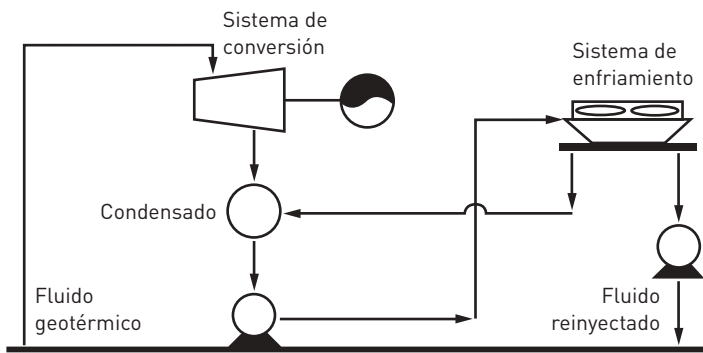 Sistema de
conversión
Sistema de
enfriamiento
Condensado
Fluido
geotérmico
Fluido
reinyectado